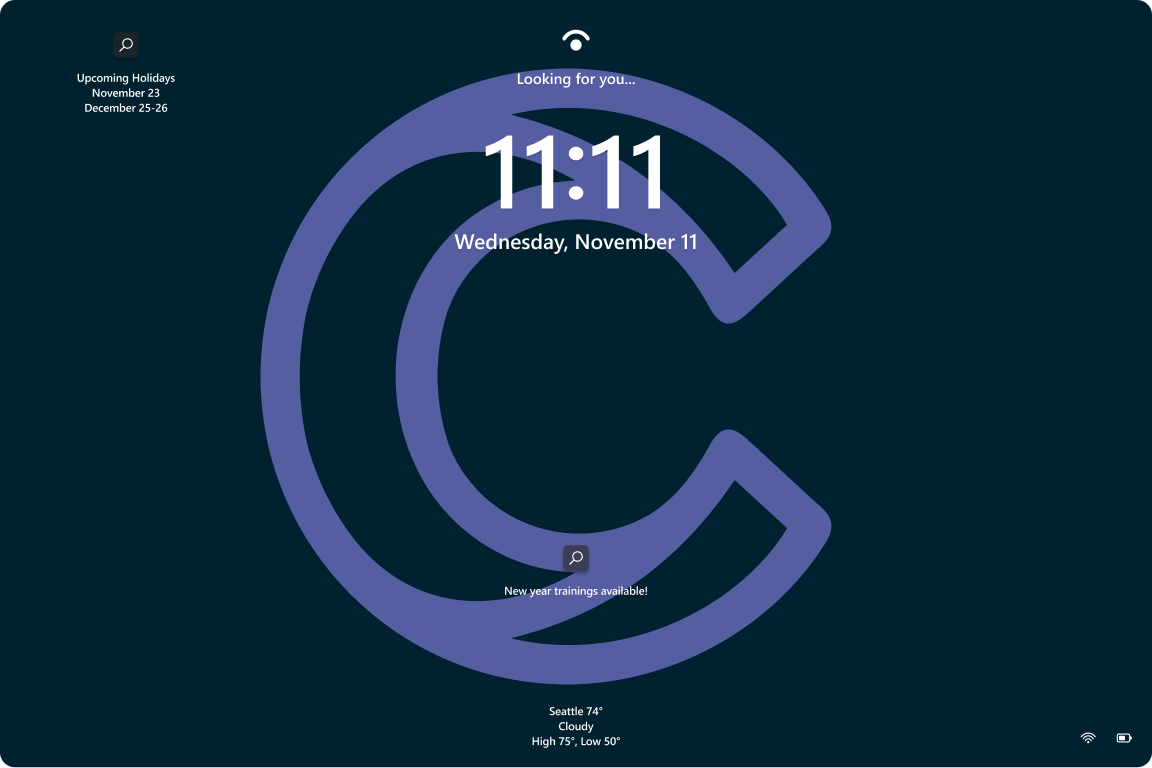 Upcoming Holidays
November 23
December 25-26
Looking for you...
11:11
Wednesday, November 11
New year trainings available!
Seattle 74°
Cloudy
High 75°, Low 50°